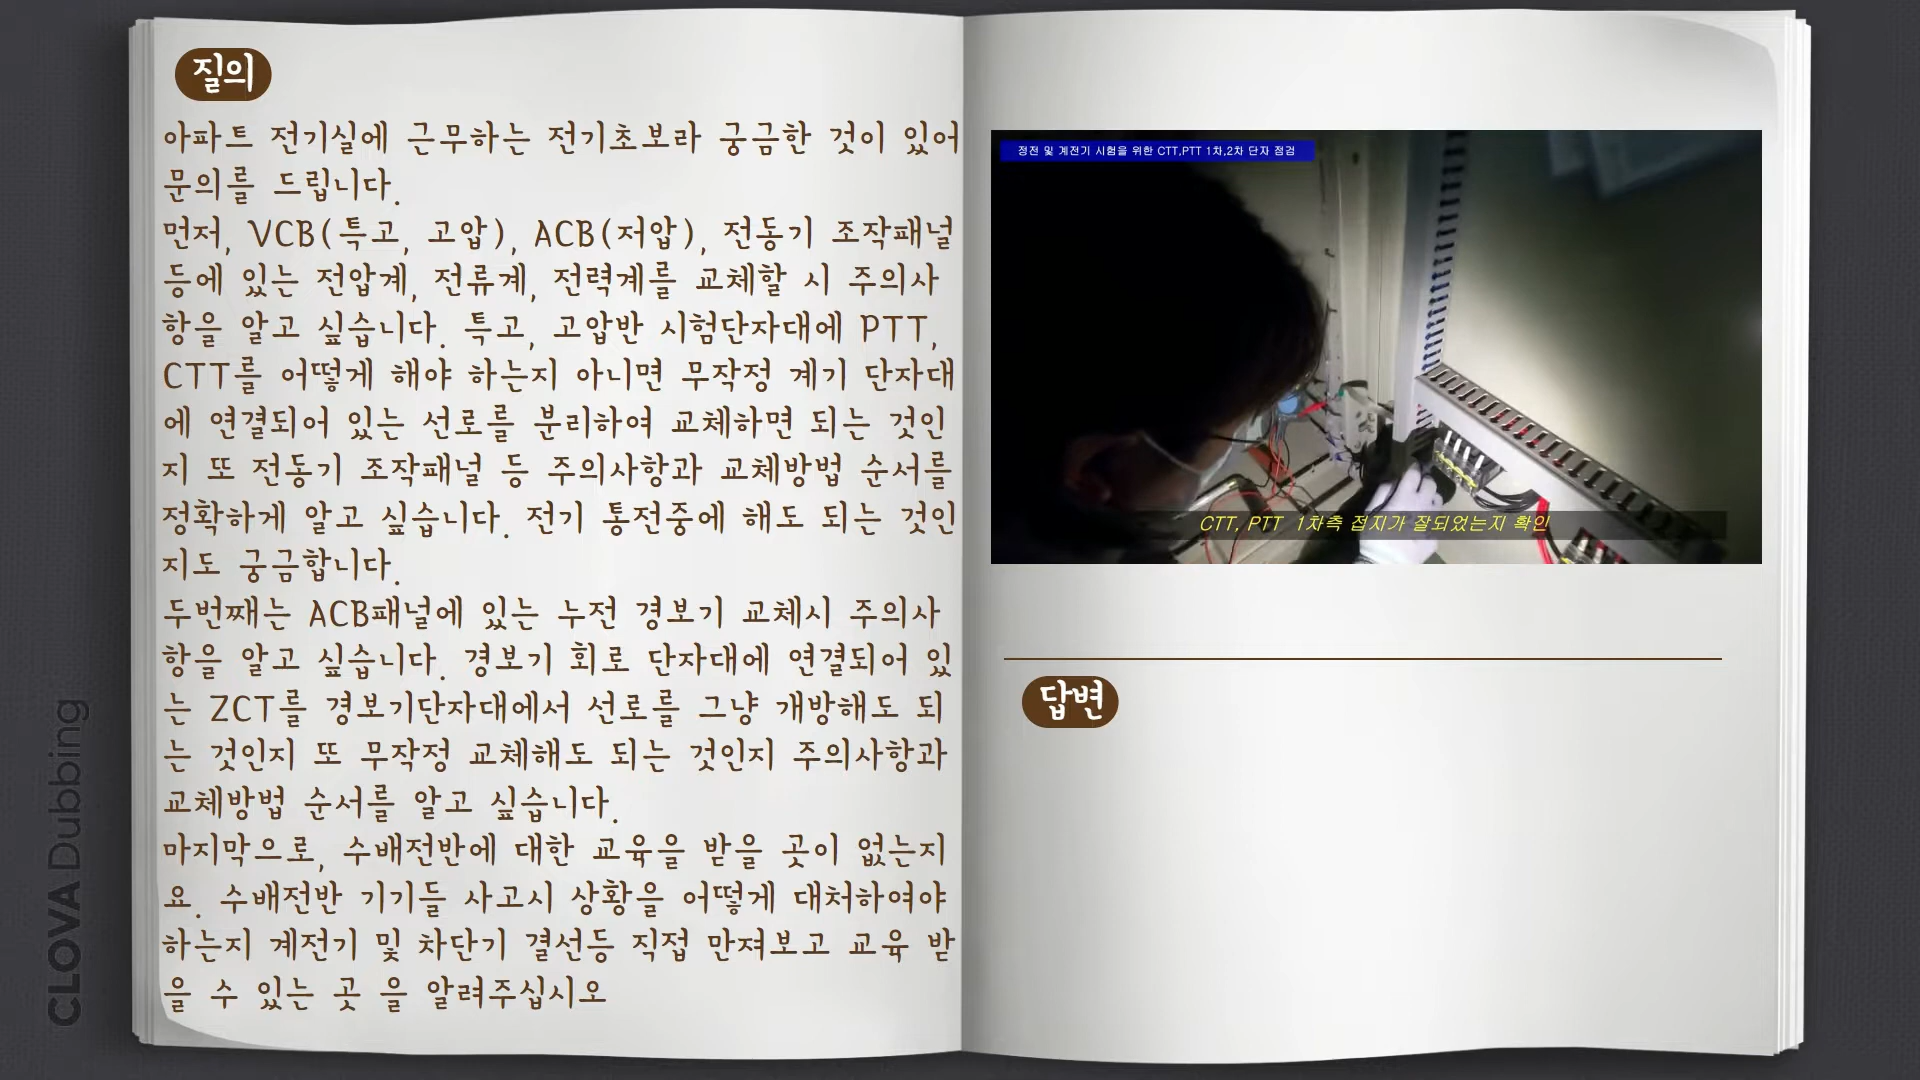 질의
아파트 전기실에 근무하는 전기초보라 궁금한 것이 있어
문의를 드립니다.
먼저, VCB(특고, 고압), ACB(저압), 전동기 조작패널
등에 있는 전압계, 전류계, 전력계를 교체할 시 주의사
항을 알고 싶습니다. 특고, 고압반 시험단자대에 PTT,
CTT를 어떻게 해야 하는지 아니면 무작정 계기 단자대
에 연결되어 있는 선로를 분리하여 교체하면 되는 것인
지 또 전동기 조작패널 등 주의사항과 교체방법 순서를
정확하게 알고 싶습니다. 전기 통전중에 해도 되는 것인
지도 궁금합니다.
두번째는 ACB패널에 있는 누전 경보기 교체시 주의사
항을 알고 싶습니다. 경보기 회로 단자대에 연결되어 있
는 ZCT를 경보기단자대에서 선로를 그냥 개방해도 되
는 것인지 또 무작정 교체해도 되는 것인지 주의사항과
교체방법 순서를 알고 싶습니다.
마지막으로, 수배전반에 대한 교육을 받을 곳이 없는지
요. 수배전반 기기들 사고시 상황을 어떻게 대처하여야
하는지 계전기 및 차단기 결선등 직접 만져보고 교육 받
을 수 있는 곳 을 알려주십시오
정전 및 계전기 시험을 위한 CTT,PTT 1차,2차 단자 점검
CTT, PTT 1차측 접지가 잘되었는지 확인
답변
CLOVA Dubbing